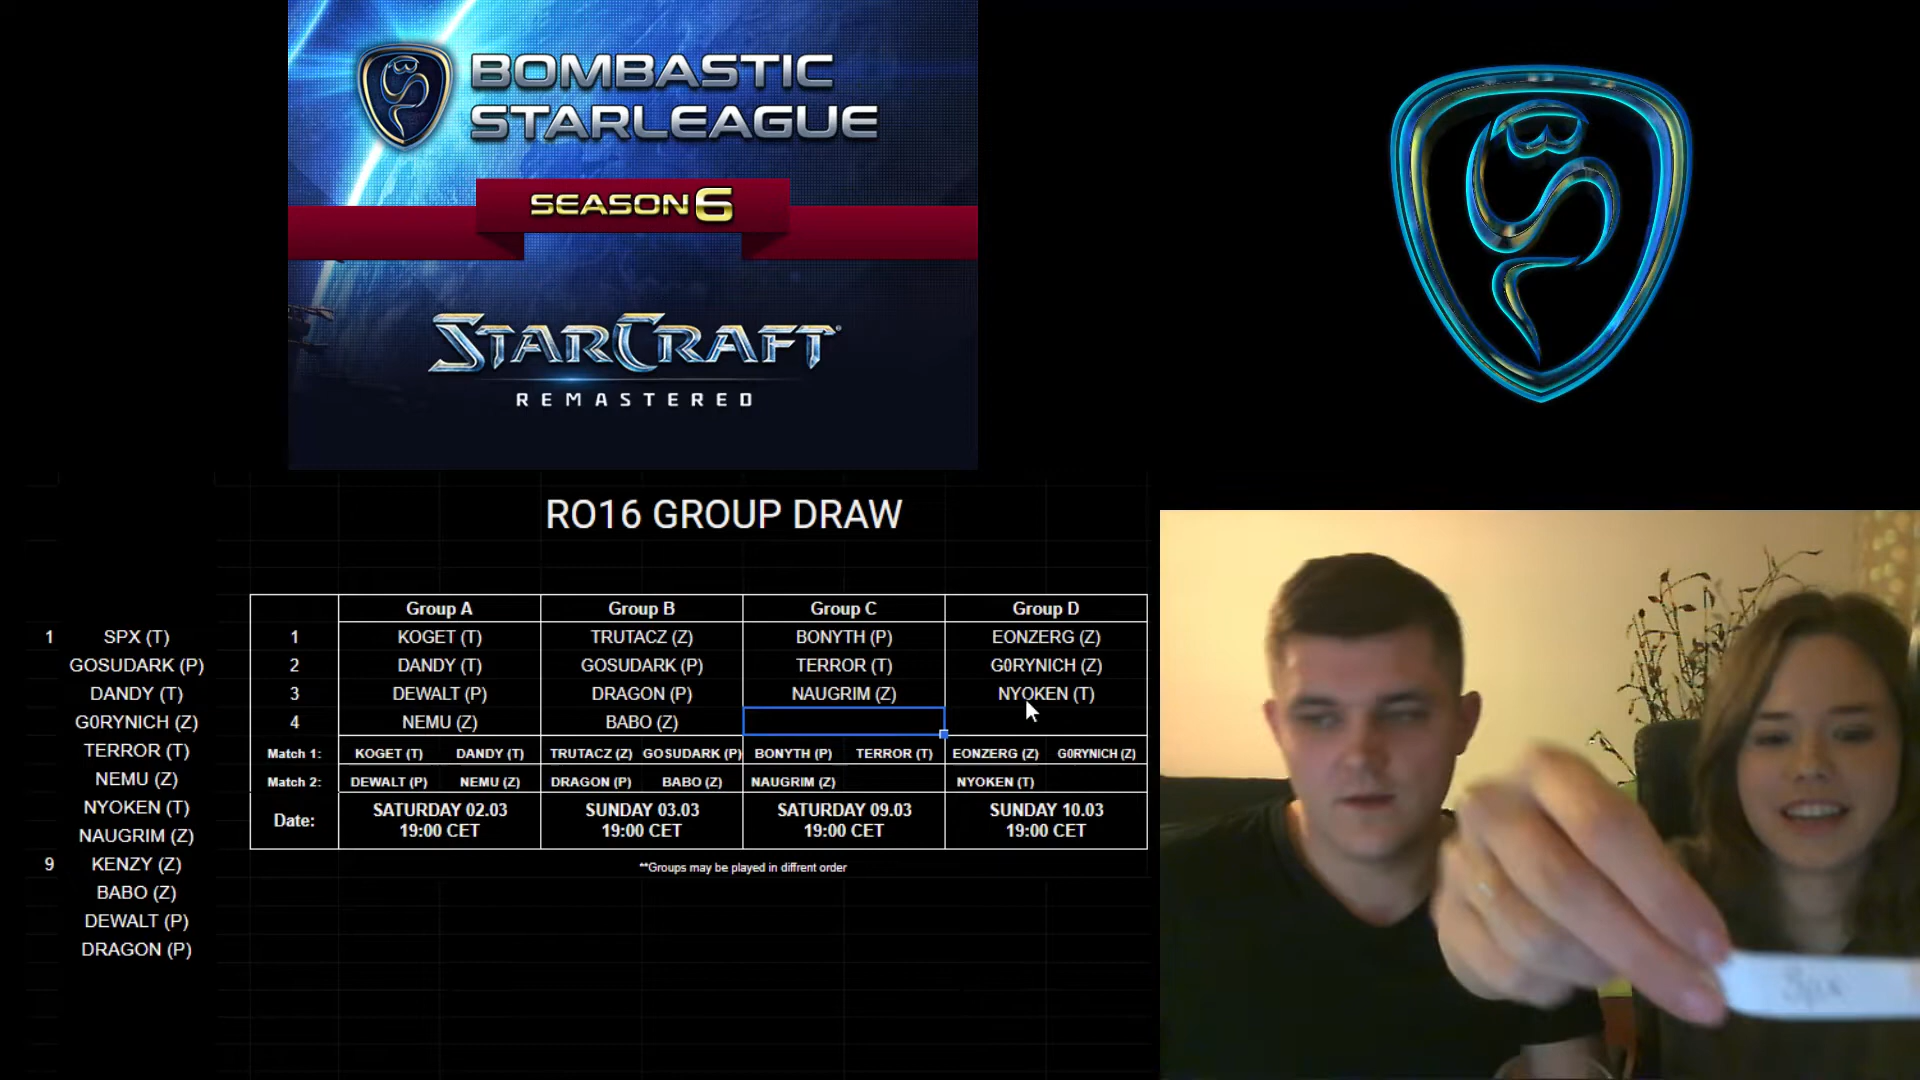 BOMBASTIC
STARLEAGUE
SEASON 6
STARCRAFT
REMASTERED
RO16 GROUP DRAW
1 SPX (T)
GOSUDARK (P)
DANDY (T)
G0RYNICH (Z)
TERROR (T)
NEMU (Z)
NYOKEN (T)
NAUGRIM (Z)
9 KENZY (Z)
BABO (Z)
DEWALT (P)
DRAGON (P)
Group A Group B Group C Group D
1 KOGET (T) TRUTACZ (Z) BONYTH (P) EONZERG (Z)
2 DANDY (T) GOSUDARK (P) TERROR (T) G0RYNICH (Z)
3 DEWALT (P) DRAGON (P) NAUGRIM (Z) NYOKEN (T)
4 NEMU (Z) BABO (Z)
Match 1: KOGET (T) DANDY (T) TRUTACZ (Z) GOSUDARK (P) BONYTH (P) TERROR (T) EONZERG (Z) G0RYNICH (Z)
Match 2: DEWALT (P) NEMU (Z) DRAGON (P) BABO (Z) NAUGRIM (Z) NYOKEN (T)
Date: SATURDAY 02.03 SUNDAY 03.03 SATURDAY 09.03 SUNDAY 10.03
19:00 CET 19:00 CET 19:00 CET 19:00 CET
**Groups may be played in diffrent order
Spx